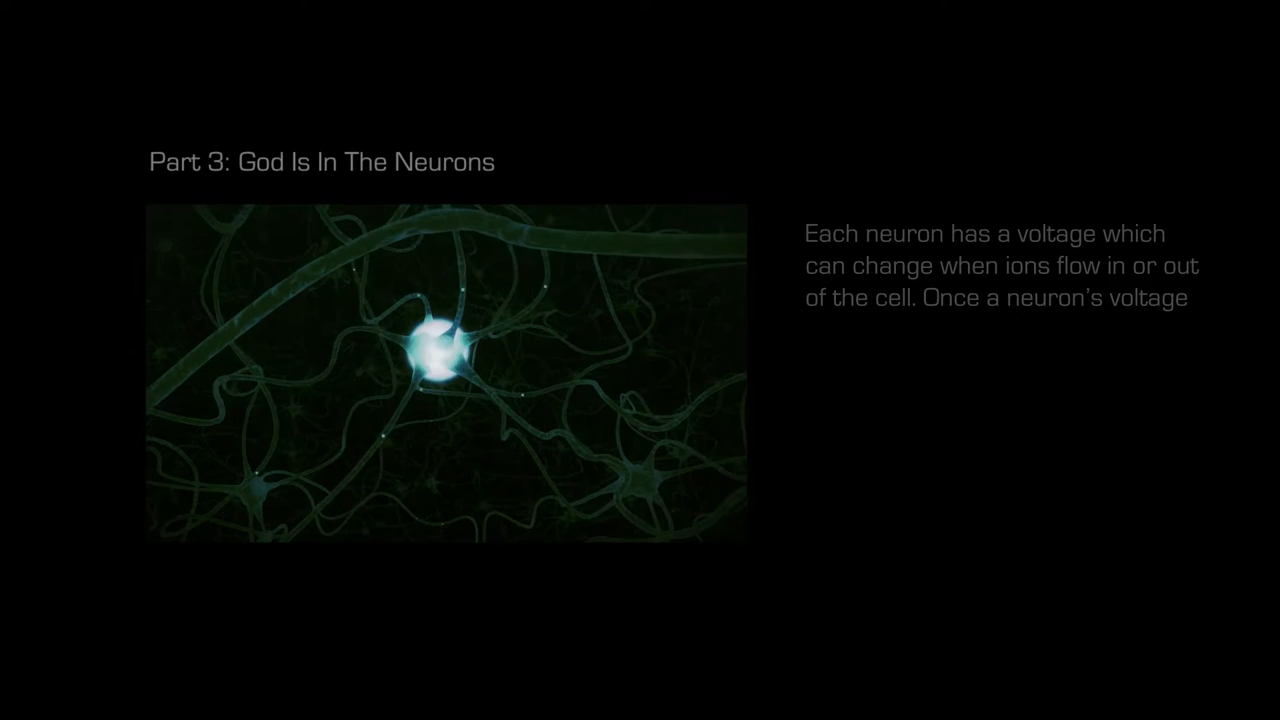 Part 3: God Is In The Neurons
Each neuron has a voltage which
can change when ions flow in or out
of the cell. Once a neuron’s voltage